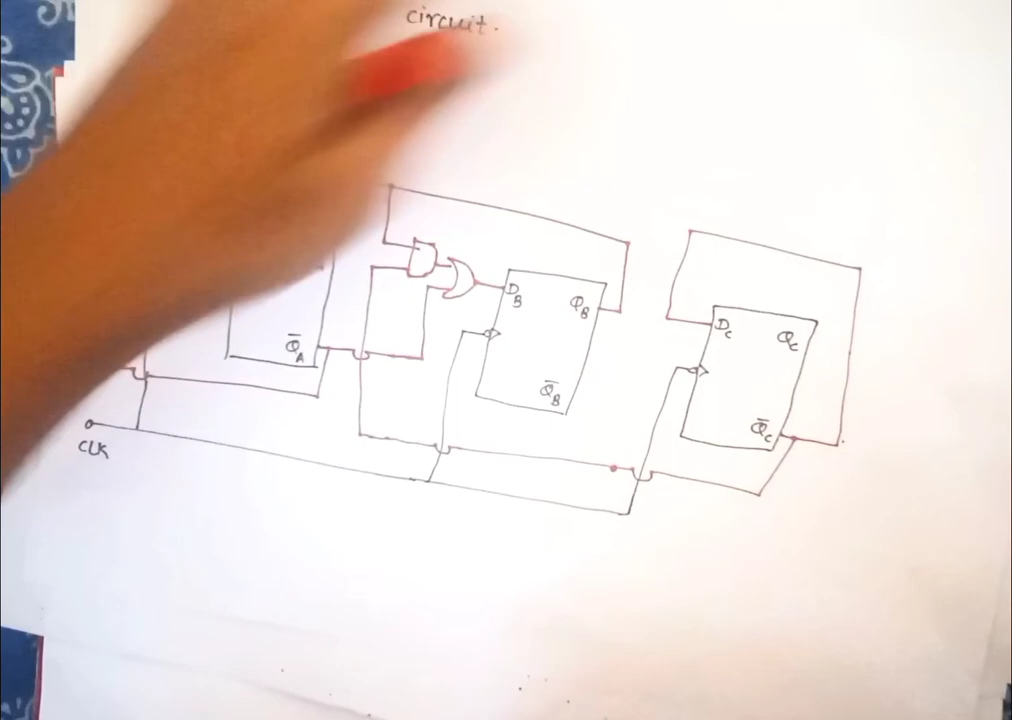 circuit.
D_B Q_B
Q̅_A
Q̅_B
D_C Q_C
Q̅_C
CLK